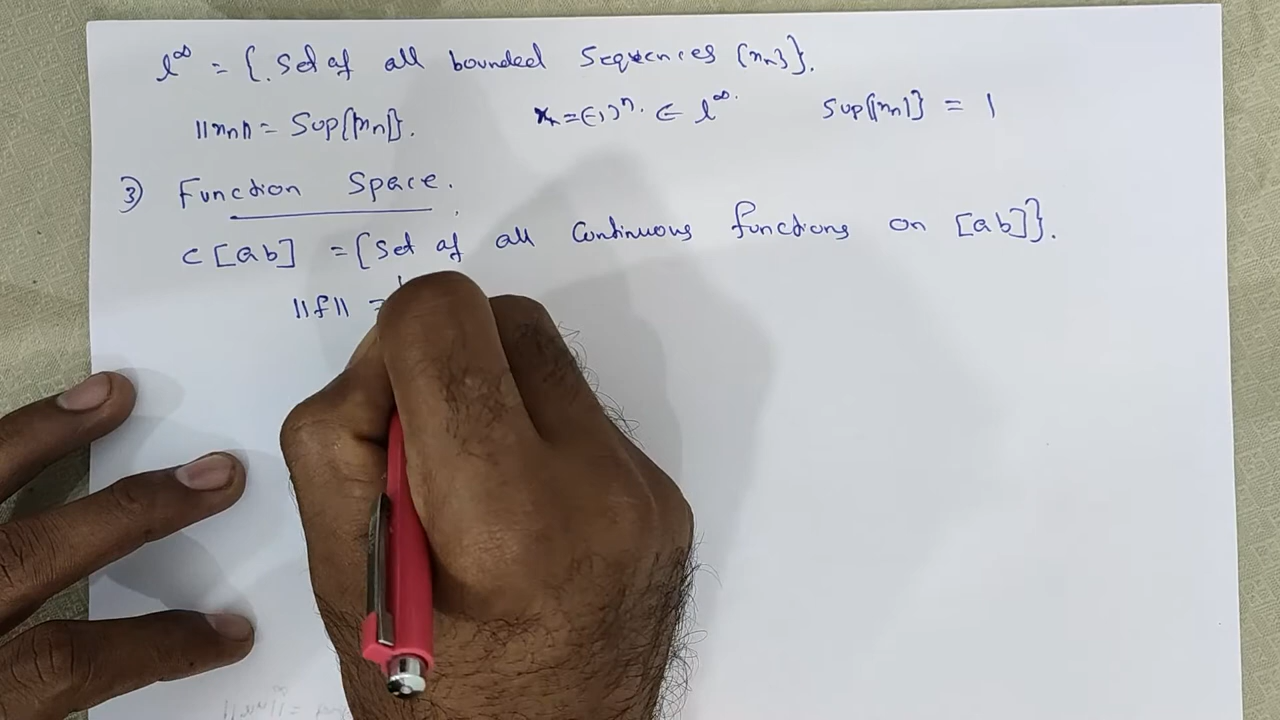 l^∞ = {. Set of all bounded Sequences {xn}}.
||xn|| = Sup{|xn|}. xn = (-1)^n. ∈ l^∞. Sup{|xn|} = 1
3) Function Space.
C[ab] = {Set of all Continuous functions on [ab]}.
||f|| =